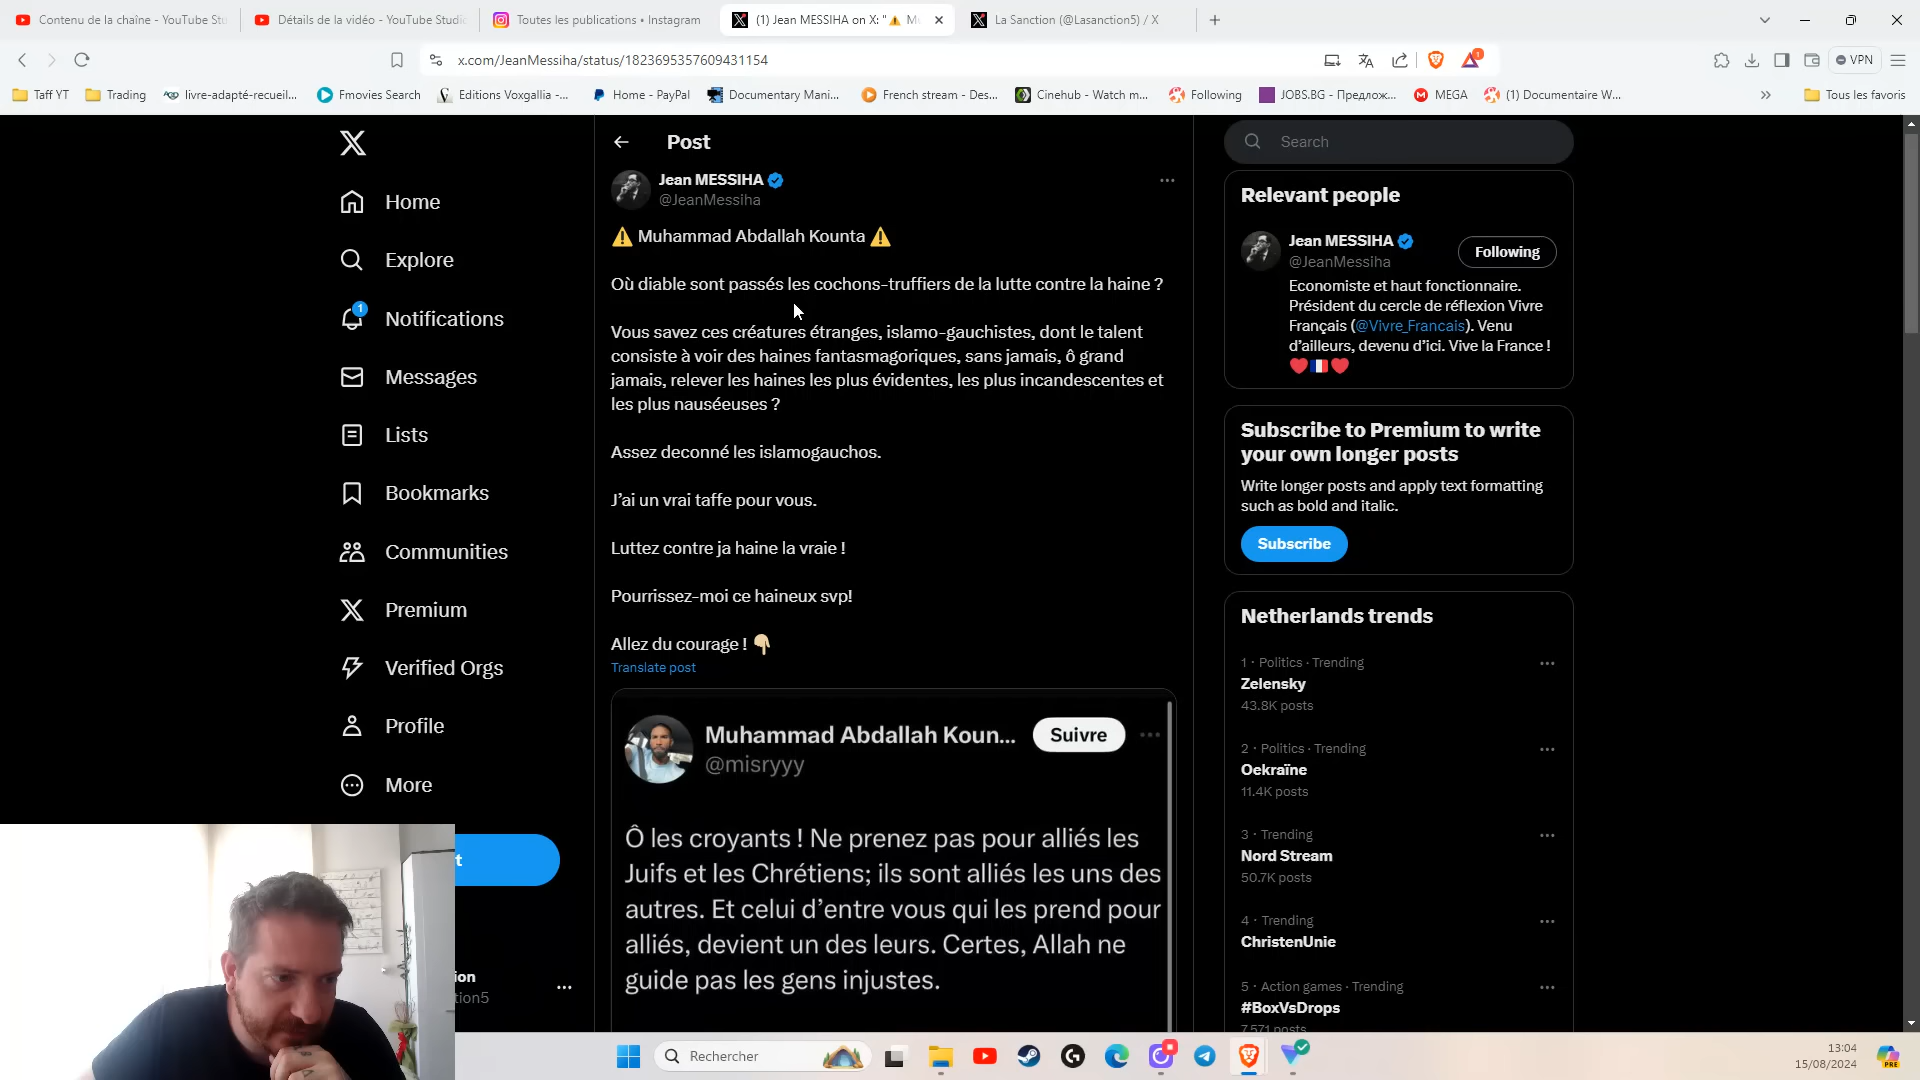 Contenu de la chaîne - YouTube Stu
Détails de la vidéo - YouTube Studio
Toutes les publications • Instagram
(1) Jean MESSIHA on X: "⚠ Mu
La Sanction (@Lasanction5) / X
x.com/JeanMessiha/status/1823695357609431154
1
VPN
Taff YT
Trading
livre-adapté-recueil...
Fmovies Search
Editions Voxgallia -...
Home - PayPal
Documentary Mani...
French stream - Des...
Cinehub - Watch m...
Following
JOBS.BG - Предлож...
MEGA
(1) Documentaire W...
Tous les favoris
Home
Explore
1
Notifications
Messages
Lists
Bookmarks
Communities
Premium
Verified Orgs
Profile
More
t
ion
tion5
Post
Jean MESSIHA
@JeanMessiha
⚠ Muhammad Abdallah Kounta ⚠
Où diable sont passés les cochons-truffiers de la lutte contre la haine ?
Vous savez ces créatures étranges, islamo-gauchistes, dont le talent
consiste à voir des haines fantasmagoriques, sans jamais, ô grand
jamais, relever les haines les plus évidentes, les plus incandescentes et
les plus nauséeuses ?
Assez deconné les islamogauchos.
J'ai un vrai taffe pour vous.
Luttez contre ja haine la vraie !
Pourrissez-moi ce haineux svp!
Allez du courage ! 👇🏼
Translate post
Muhammad Abdallah Koun...
@misryyy
Suivre
Ô les croyants ! Ne prenez pas pour alliés les
Juifs et les Chrétiens; ils sont alliés les uns des
autres. Et celui d'entre vous qui les prend pour
alliés, devient un des leurs. Certes, Allah ne
guide pas les gens injustes.
Search
Relevant people
Jean MESSIHA
@JeanMessiha
Following
Economiste et haut fonctionnaire.
Président du cercle de réflexion Vivre
Français (@Vivre_Francais). Venu
d'ailleurs, devenu d'ici. Vive la France !
❤🇫🇷❤
Subscribe to Premium to write
your own longer posts
Write longer posts and apply text formatting
such as bold and italic.
Subscribe
Netherlands trends
1 · Politics · Trending
Zelensky
43.8K posts
2 · Politics · Trending
Oekraïne
11.4K posts
3 · Trending
Nord Stream
50.7K posts
4 · Trending
ChristenUnie
5 · Action games · Trending
#BoxVsDrops
7,571 posts
Rechercher
13:04
15/08/2024
PRE